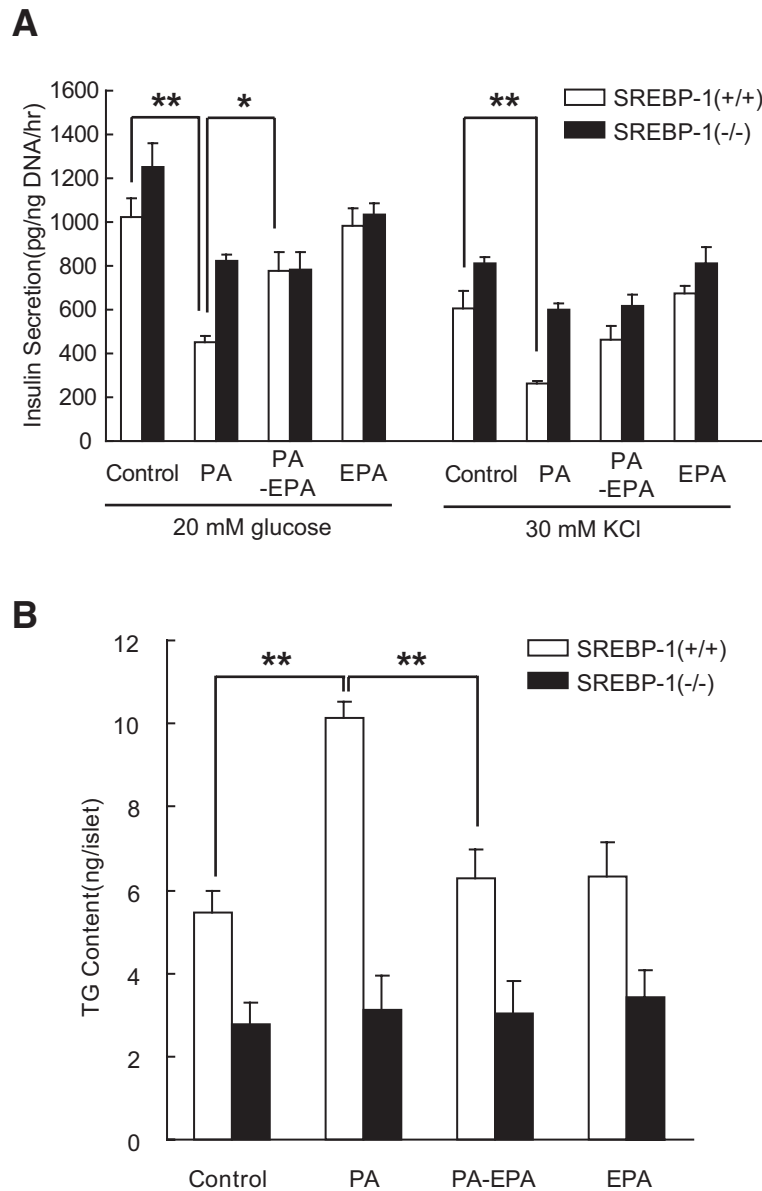 A
Insulin Secretion(pg/ng DNA/hr)
1600
1400
1200
1000
800
600
400
200
0
**
*
**
SREBP-1(+/+)
SREBP-1(-/-)
Control
PA
PA
-EPA
EPA
Control
PA
PA
-EPA
EPA
20 mM glucose
30 mM KCl
B
TG Content(ng/islet)
12
10
8
6
4
2
0
**
**
SREBP-1(+/+)
SREBP-1(-/-)
Control
PA
PA-EPA
EPA